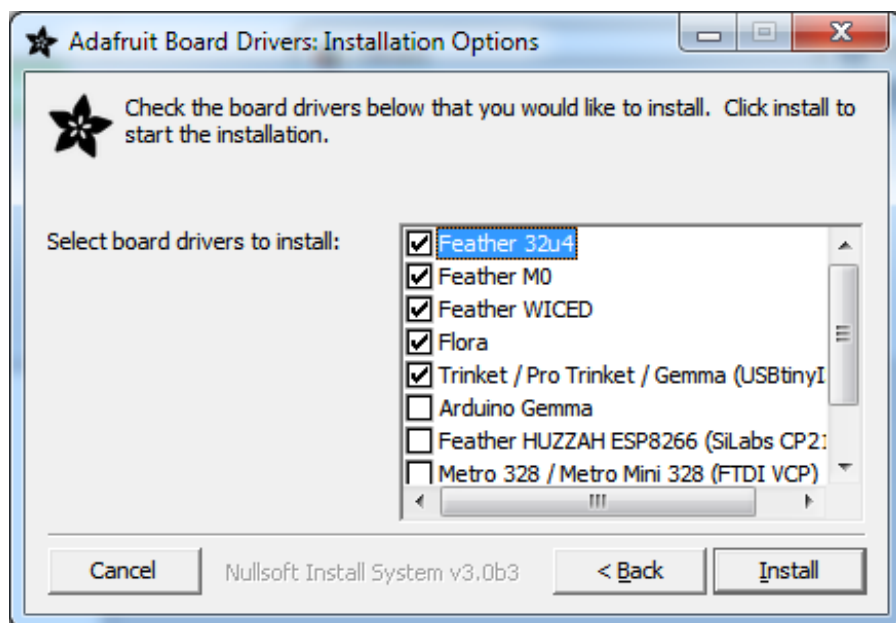 Adafruit Board Drivers: Installation Options
Check the board drivers below that you would like to install. Click install to
start the installation.
Select board drivers to install:
Feather 32u4
Feather M0
Feather WICED
Flora
Trinket / Pro Trinket / Gemma (USBtinyI
Arduino Gemma
Feather HUZZAH ESP8266 (SiLabs CP21
Metro 328 / Metro Mini 328 (FTDI VCP)
Cancel
Nullsoft Install System v3.0b3
< Back
Install